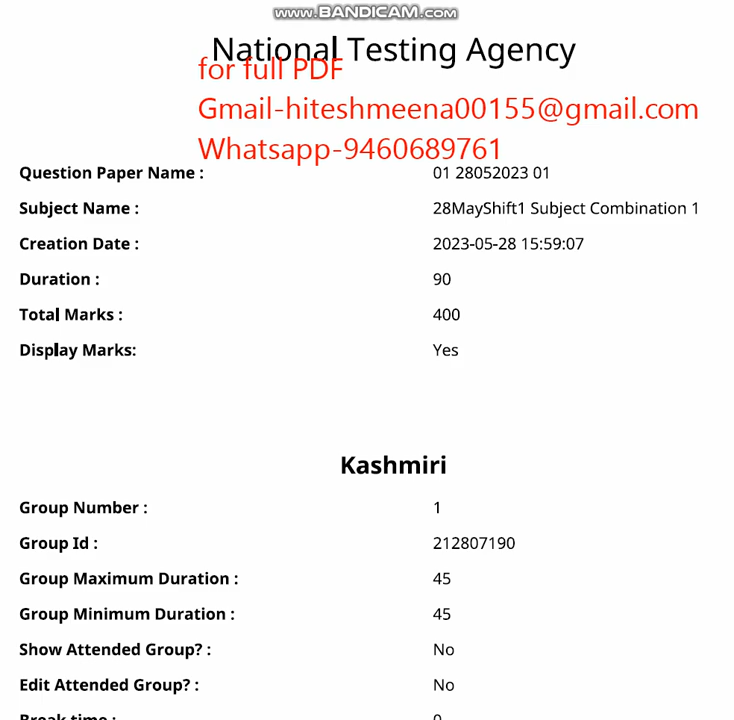 www.BANDICAM.com
National Testing Agency
for full PDF
Gmail-hiteshmeena00155@gmail.com
Whatsapp-9460689761
Question Paper Name : 01 28052023 01
Subject Name : 28MayShift1 Subject Combination 1
Creation Date : 2023-05-28 15:59:07
Duration : 90
Total Marks : 400
Display Marks: Yes
Kashmiri
Group Number : 1
Group Id : 212807190
Group Maximum Duration : 45
Group Minimum Duration : 45
Show Attended Group? : No
Edit Attended Group? : No
Break time : 0